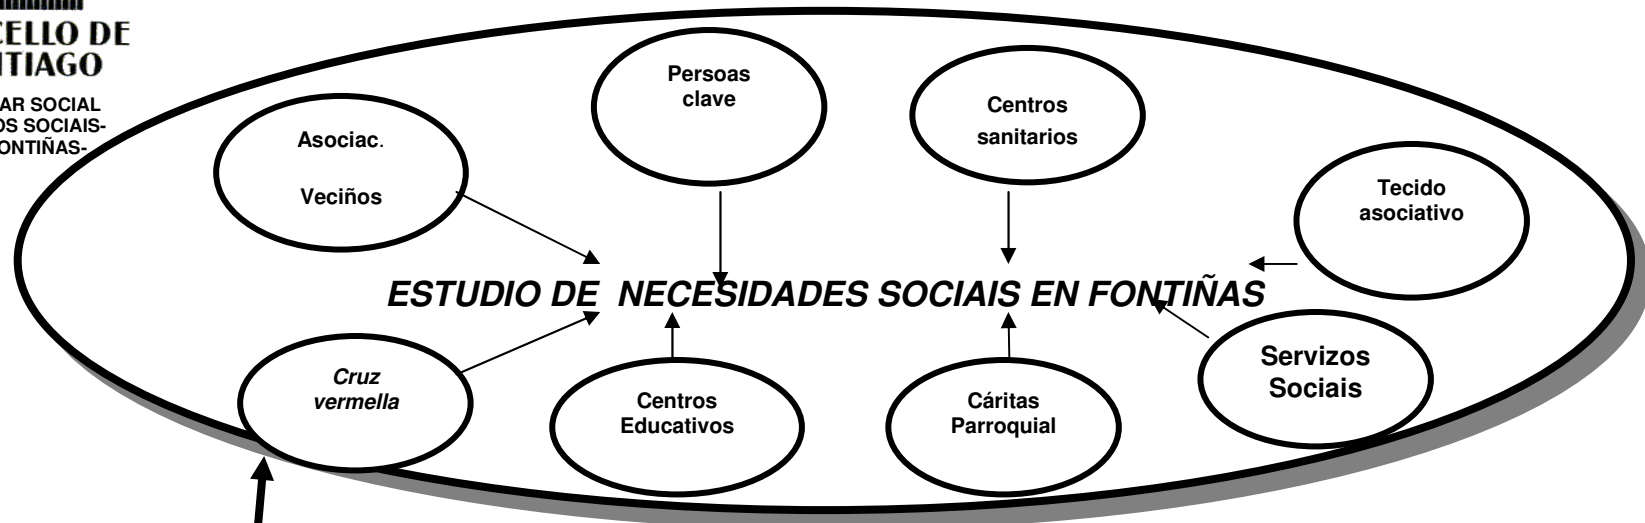 CELLO DE
TIAGO
AR SOCIAL
OS SOCIAIS-
ONTIÑAS-
Asociac.
Veciños
Persoas
clave
Centros
sanitarios
Tecido
asociativo
ESTUDIO DE NECESIDADES SOCIAIS EN FONTIÑAS
Cruz
vermella
Centros
Educativos
Cáritas
Parroquial
Servizos
Sociais